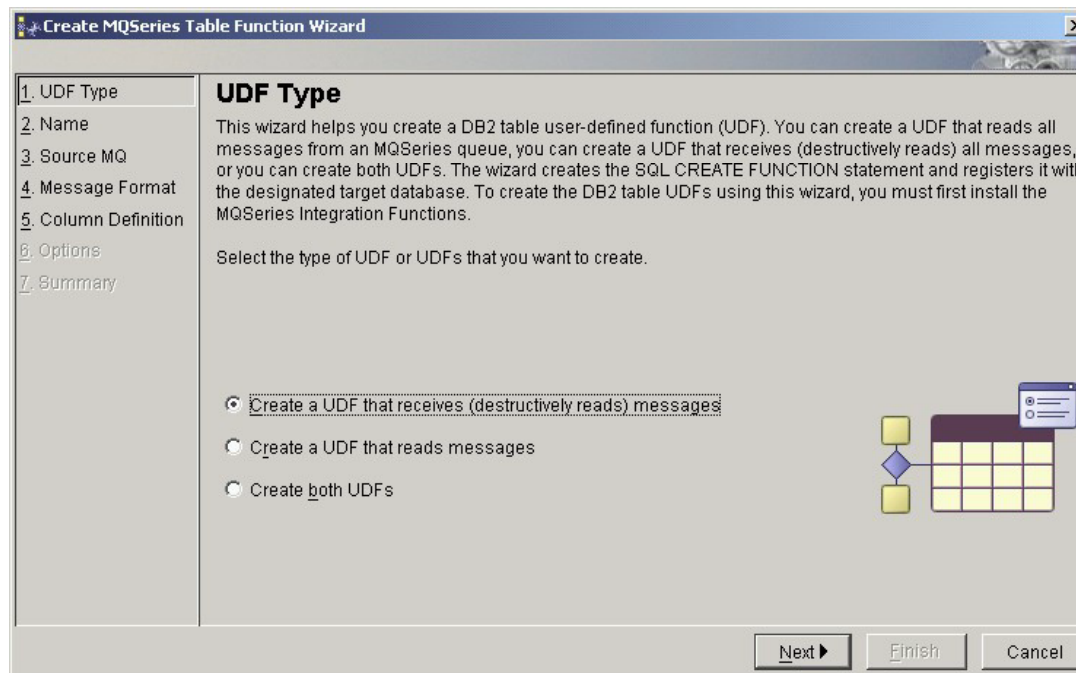 Create MQSeries Table Function Wizard
1. UDF Type
2. Name
3. Source MQ
4. Message Format
5. Column Definition
6. Options
7. Summary
UDF Type
This wizard helps you create a DB2 table user-defined function (UDF). You can create a UDF that reads all
messages from an MQSeries queue, you can create a UDF that receives (destructively reads) all messages,
or you can create both UDFs. The wizard creates the SQL CREATE FUNCTION statement and registers it with
the designated target database. To create the DB2 table UDFs using this wizard, you must first install the
MQSeries Integration Functions.
Select the type of UDF or UDFs that you want to create.
Create a UDF that receives (destructively reads) messages
Create a UDF that reads messages
Create both UDFs
Next
Finish
Cancel